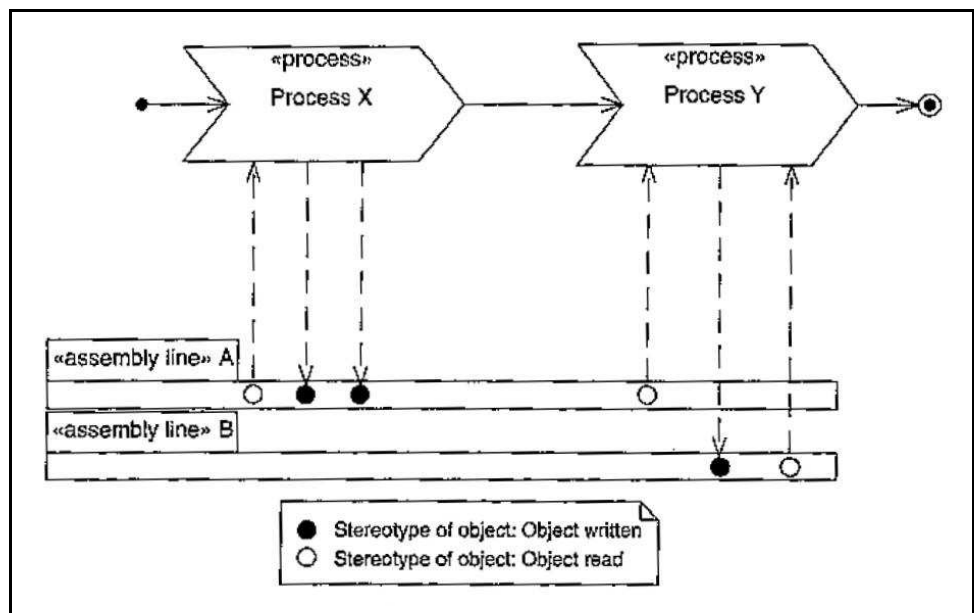 «process»
Process X
«process»
Process Y
«assembly line» A
«assembly line» B
Stereotype of object: Object written
Stereotype of object: Object read